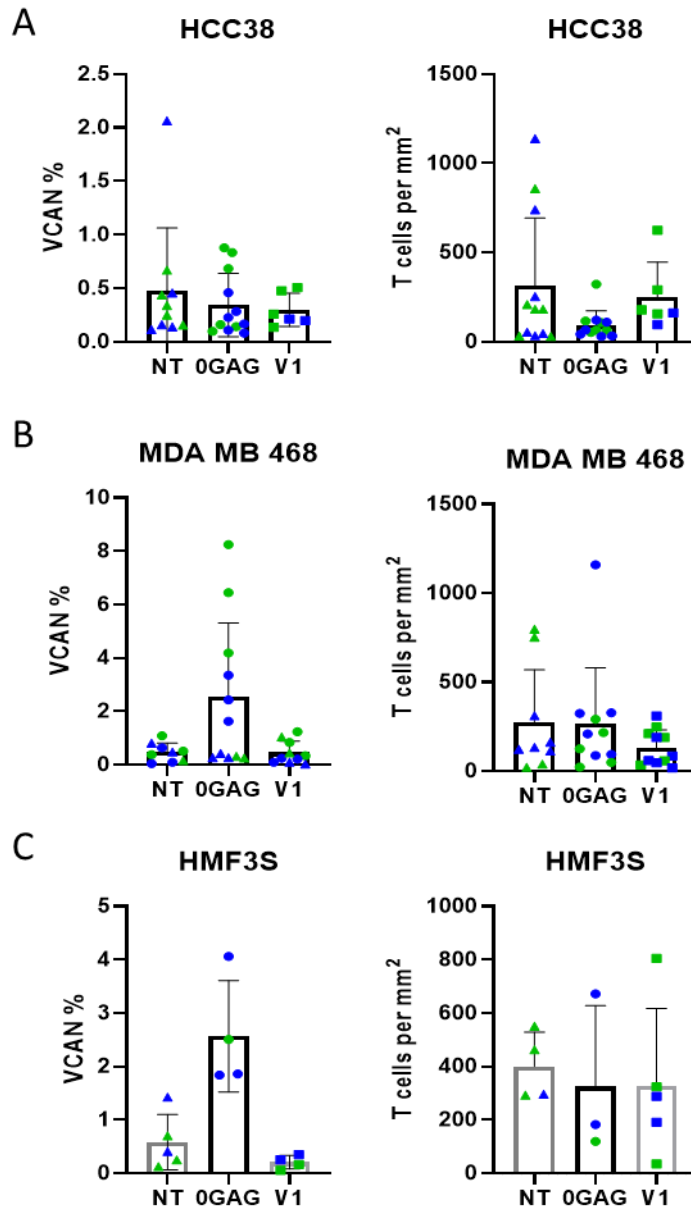 A
HCC38
HCC38
VCAN %
2.5
2.0
1.5
1.0
0.5
0.0
NT 0GAG V1
T cells per mm²
1500
1000
500
0
NT 0GAG V1
B
MDA MB 468
MDA MB 468
VCAN %
10
8
6
4
2
0
NT 0GAG V1
T cells per mm²
1500
1000
500
0
NT 0GAG V1
C
HMF3S
HMF3S
VCAN %
5
4
3
2
1
0
NT 0GAG V1
T cells per mm²
1000
800
600
400
200
0
NT 0GAG V1